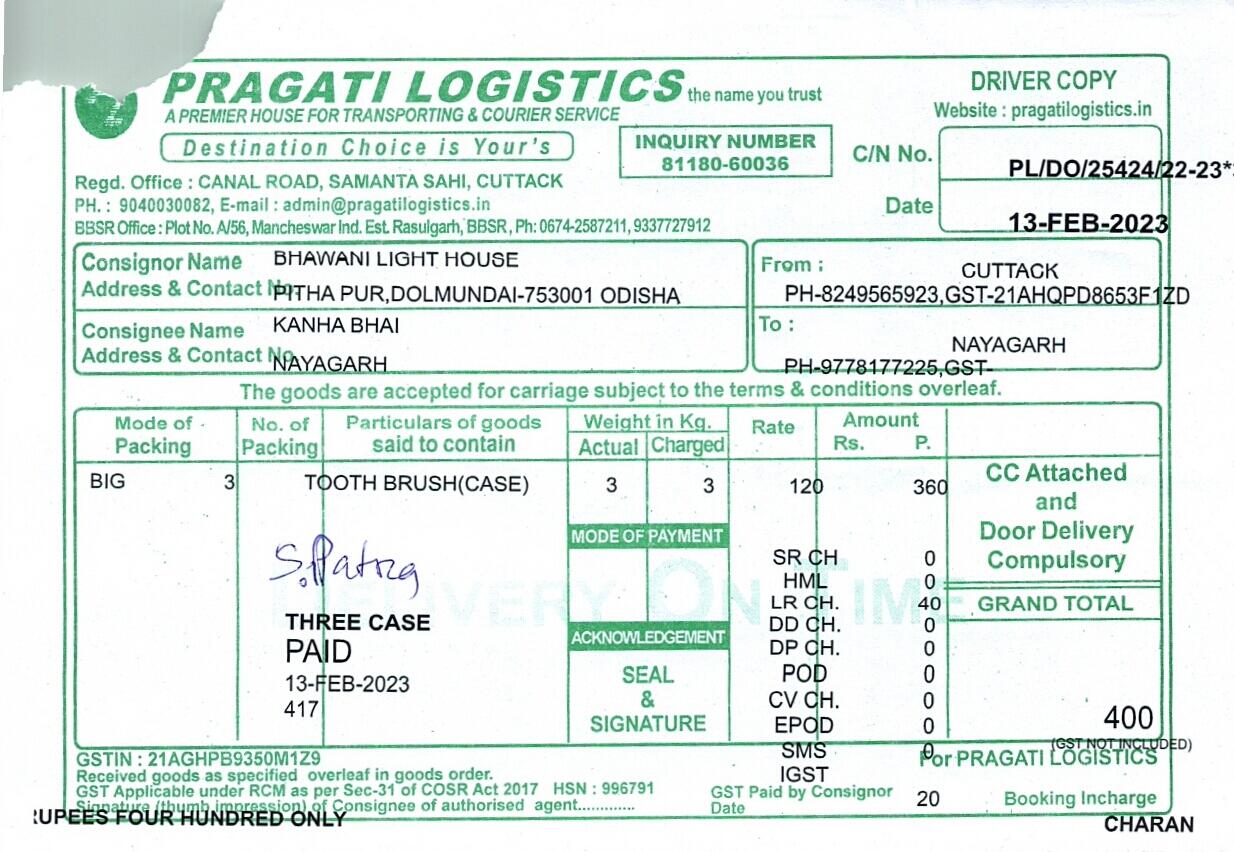 PRAGATI LOGISTICS the name you trust
A PREMIER HOUSE FOR TRANSPORTING & COURIER SERVICE
Destination Choice is Your's
INQUIRY NUMBER
81180-60036
DRIVER COPY
Website : pragatilogistics.in
C/N No. PL/DO/25424/22-23*
Date 13-FEB-2023
Regd. Office : CANAL ROAD, SAMANTA SAHI, CUTTACK
PH. : 9040030082, E-mail : admin@pragatilogistics.in
BBSR Office : Plot No. A/56, Mancheswar Ind. Est. Rasulgarh, BBSR, Ph: 0674-2587211, 9337727912
Consignor Name BHAWANI LIGHT HOUSE
Address & Contact No. PITHA PUR,DOLMUNDAI-753001 ODISHA
From : CUTTACK
PH-8249565923,GST-21AHQPD8653F1ZD
Consignee Name KANHA BHAI
Address & Contact No. NAYAGARH
To : NAYAGARH
PH-9778177225,GST-
The goods are accepted for carriage subject to the terms & conditions overleaf.
Mode of Packing No. of Packing Particulars of goods said to contain Weight in Kg. Actual Charged Rate Amount Rs. P.
BIG 3 TOOTH BRUSH(CASE) 3 3 120 360
CC Attached
and
Door Delivery
Compulsory
MODE OF PAYMENT
S.Patra
SR CH 0
HML 0
LR CH. 40
DD CH. 0
DP CH. 0
POD 0
CV CH. 0
EPOD 0
SMS 0
IGST
GRAND TOTAL
400
(GST NOT INCLUDED)
DELIVERY ON TIME
THREE CASE
PAID
13-FEB-2023
417
ACKNOWLEDGEMENT
SEAL
&
SIGNATURE
GSTIN : 21AGHPB9350M1Z9
For PRAGATI LOGISTICS
Received goods as specified overleaf in goods order.
GST Applicable under RCM as per Sec-31 of COSR Act 2017 HSN : 996791
GST Paid by Consignor 20
Date
Booking Incharge
Signature (thumb impression) of Consignee of authorised agent.............
RUPEES FOUR HUNDRED ONLY
CHARAN